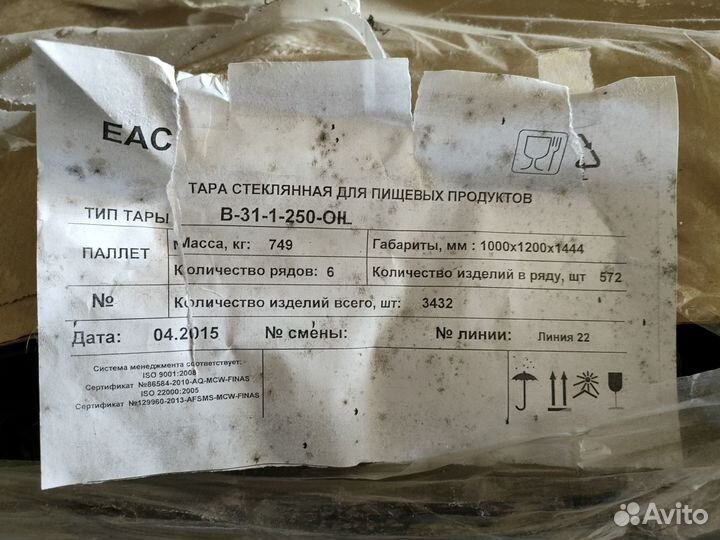 EAC
ТАРА СТЕКЛЯННАЯ ДЛЯ ПИЩЕВЫХ ПРОДУКТОВ
ТИП ТАРЫ В-31-1-250-ОН
ПАЛЛЕТ Масса, кг: 749 Габариты, мм : 1000х1200х1444
Количество рядов: 6 Количество изделий в ряду, шт 572
№ Количество изделий всего, шт: 3432
Дата: 04.2015 № смены: № линии: Линия 22
Система менеджмента соответствует:
ISO 9001:2008
Сертификат №86584-2010-AQ-MCW-FINAS
ISO 22000:2005
Сертификат №129960-2013-AFSMS-MCW-FINAS
Avito